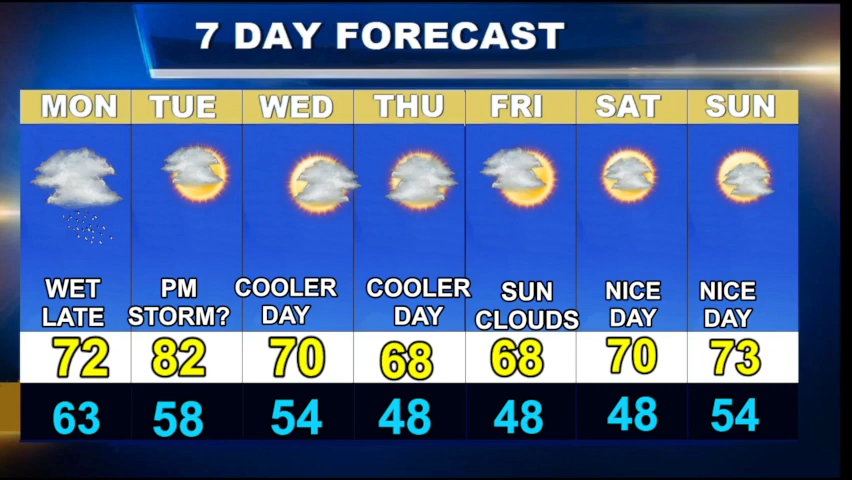 7 DAY FORECAST
MON TUE WED THU FRI SAT SUN
WET LATE
PM STORM?
COOLER DAY
COOLER DAY
SUN CLOUDS
NICE DAY
NICE DAY
72 82 70 68 68 70 73
63 58 54 48 48 48 54